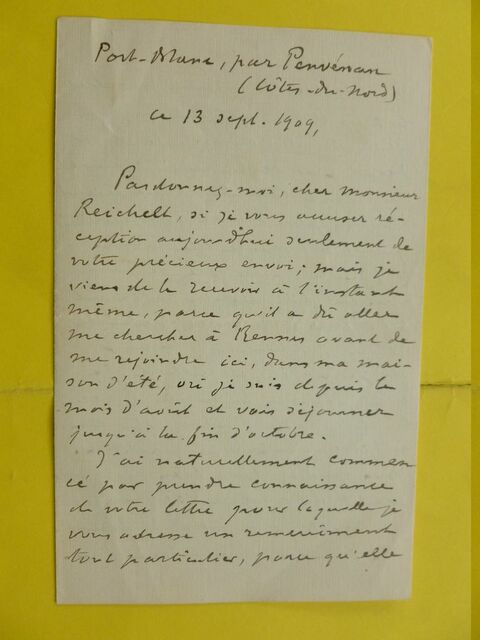 Port-Blanc, par Penvénan
(Côtes-du-Nord)
ce 13 sept. 1909,
Pardonnez-moi, cher monsieur
Reichelt, si je vous accuser ré-
ception aujourd'hui seulement de
votre précieux envoi; mais je
viens de le recevoir à l'instant
même, parce qu'il a dû aller
me chercher à Rennes avant de
me rejoindre ici, dans ma mai-
son d'été, où je suis depuis le
mois d'août et vais séjourner
jusqu'à la fin d'octobre.
J'ai naturellement commen
cé par prendre connaissance
de votre lettre pour laquelle je
vous adresse un remerciment
tout particulier, parce qu'elle